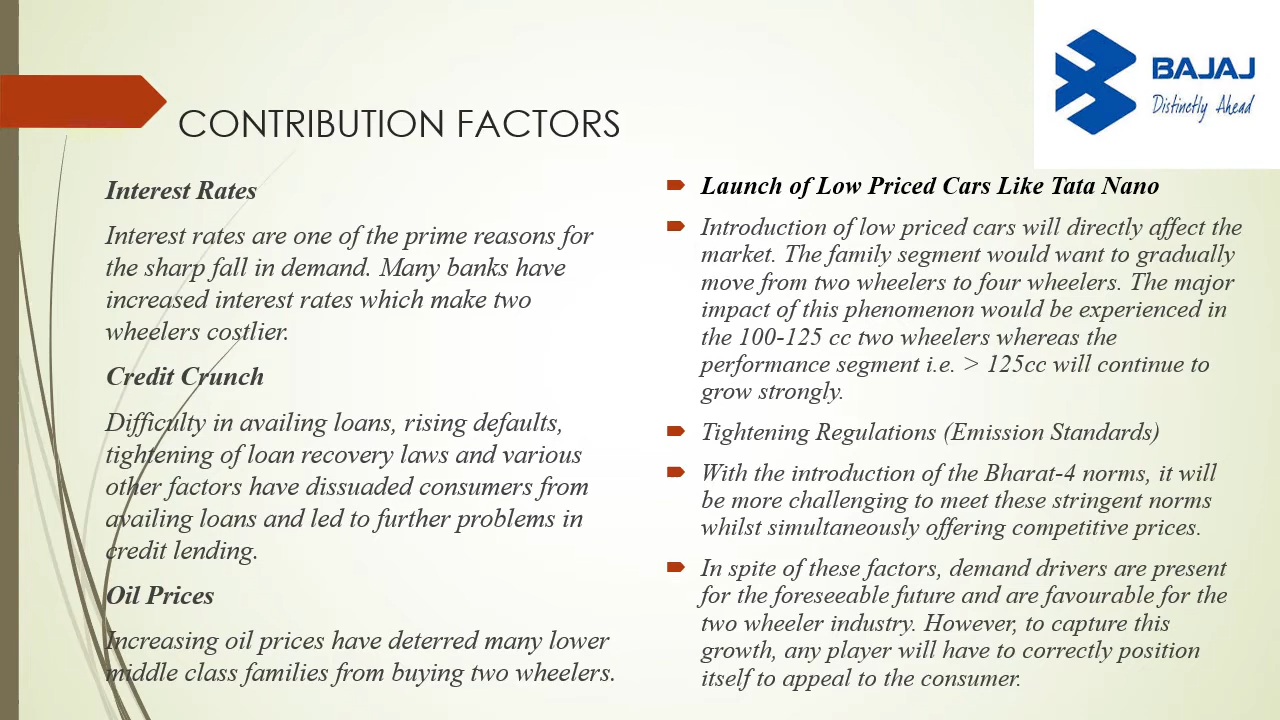 BAJAJ
Distinctly Ahead
CONTRIBUTION FACTORS
Interest Rates
Interest rates are one of the prime reasons for
the sharp fall in demand. Many banks have
increased interest rates which make two
wheelers costlier.
Credit Crunch
Difficulty in availing loans, rising defaults,
tightening of loan recovery laws and various
other factors have dissuaded consumers from
availing loans and led to further problems in
credit lending.
Oil Prices
Increasing oil prices have deterred many lower
middle class families from buying two wheelers.
Launch of Low Priced Cars Like Tata Nano
Introduction of low priced cars will directly affect the
market. The family segment would want to gradually
move from two wheelers to four wheelers. The major
impact of this phenomenon would be experienced in
the 100-125 cc two wheelers whereas the
performance segment i.e. > 125cc will continue to
grow strongly.
Tightening Regulations (Emission Standards)
With the introduction of the Bharat-4 norms, it will
be more challenging to meet these stringent norms
whilst simultaneously offering competitive prices.
In spite of these factors, demand drivers are present
for the foreseeable future and are favourable for the
two wheeler industry. However, to capture this
growth, any player will have to correctly position
itself to appeal to the consumer.